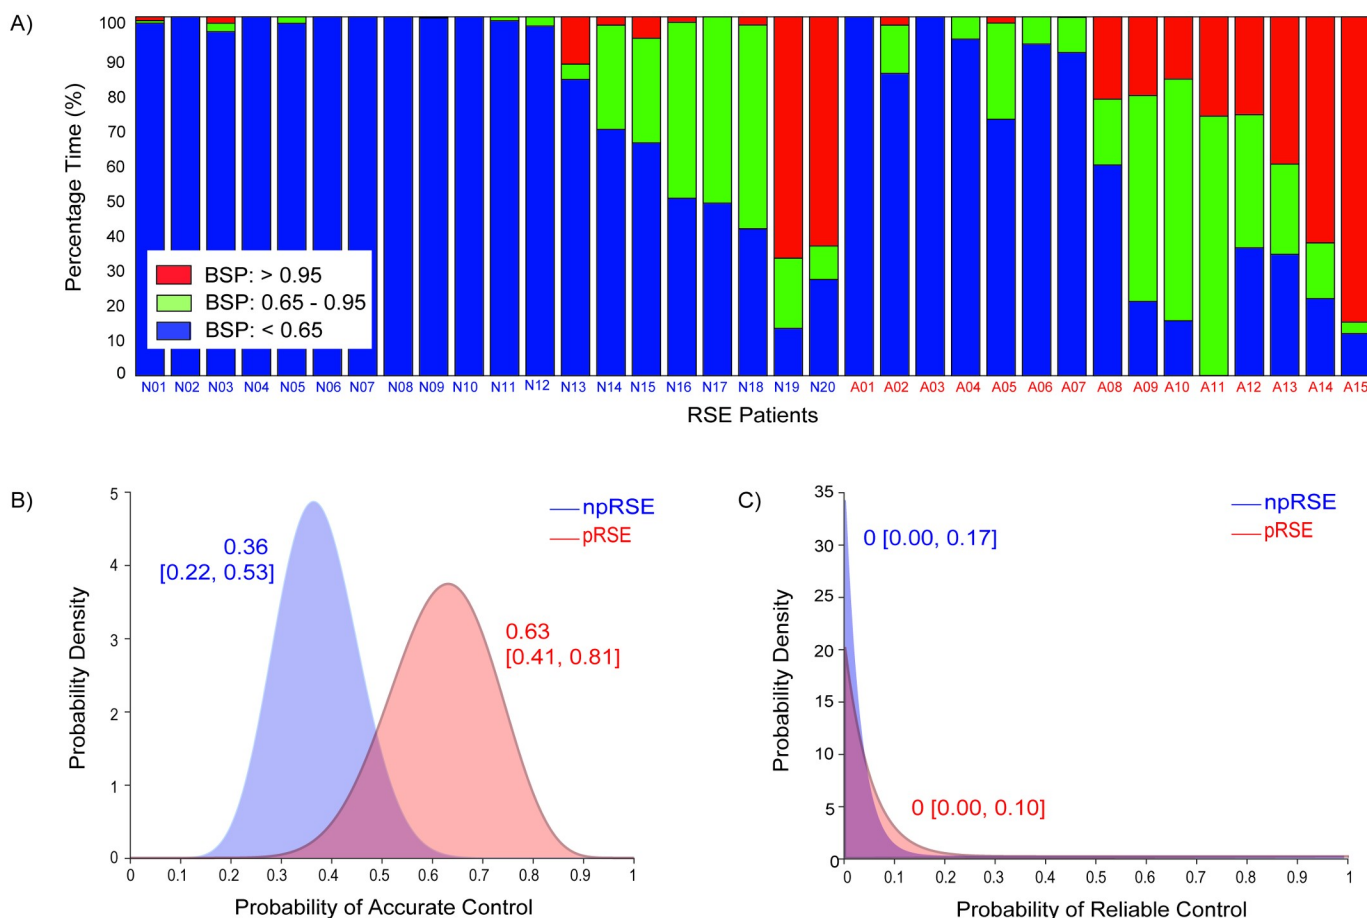 A)
Percentage Time (%)
100
90
80
70
60
50
40
30
20
10
0
BSP: > 0.95
BSP: 0.65 - 0.95
BSP: < 0.65
N01 N02 N03 N04 N05 N06 N07 N08 N09 N10 N11 N12 N13 N14 N15 N16 N17 N18 N19 N20 A01 A02 A03 A04 A05 A06 A07 A08 A09 A10 A11 A12 A13 A14 A15
RSE Patients
B)
Probability Density
5
4
3
2
1
0
npRSE
pRSE
0.36
[0.22, 0.53]
0.63
[0.41, 0.81]
0 0.1 0.2 0.3 0.4 0.5 0.6 0.7 0.8 0.9 1
Probability of Accurate Control
C)
Probability Density
35
30
25
20
15
10
5
0
npRSE
pRSE
0 [0.00, 0.17]
0 [0.00, 0.10]
0 0.1 0.2 0.3 0.4 0.5 0.6 0.7 0.8 0.9 1
Probability of Reliable Control